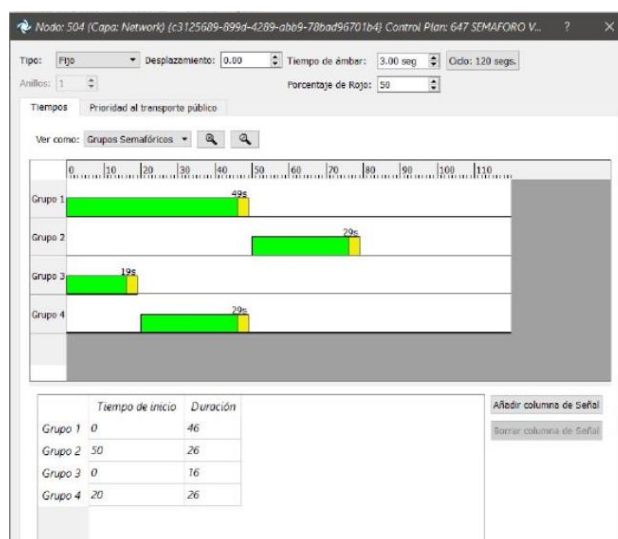 Nodo: 504 (Capa: Network) {c3125689-899d-4289-abb9-78bad96701b4} Control Plan: 647 SEMAFORO V... ? ×
Tipo: Fijo Desplazamiento: 0.00 Tiempo de ámbar: 3.00 seg Ciclo: 120 segs.
Anillos: 1 Porcentaje de Rojo: 50
Tiempos Prioridad al transporte público
Ver como: Grupos Semafóricos
0 10 20 30 40 50 60 70 80 90 100 110
Grupo 1 49s
Grupo 2 29s
Grupo 3 19s
Grupo 4 29s
Tiempo de inicio Duración
Grupo 1 0 46
Grupo 2 50 26
Grupo 3 0 16
Grupo 4 20 26
Añadir columna de Señal
Borrar columna de Señal